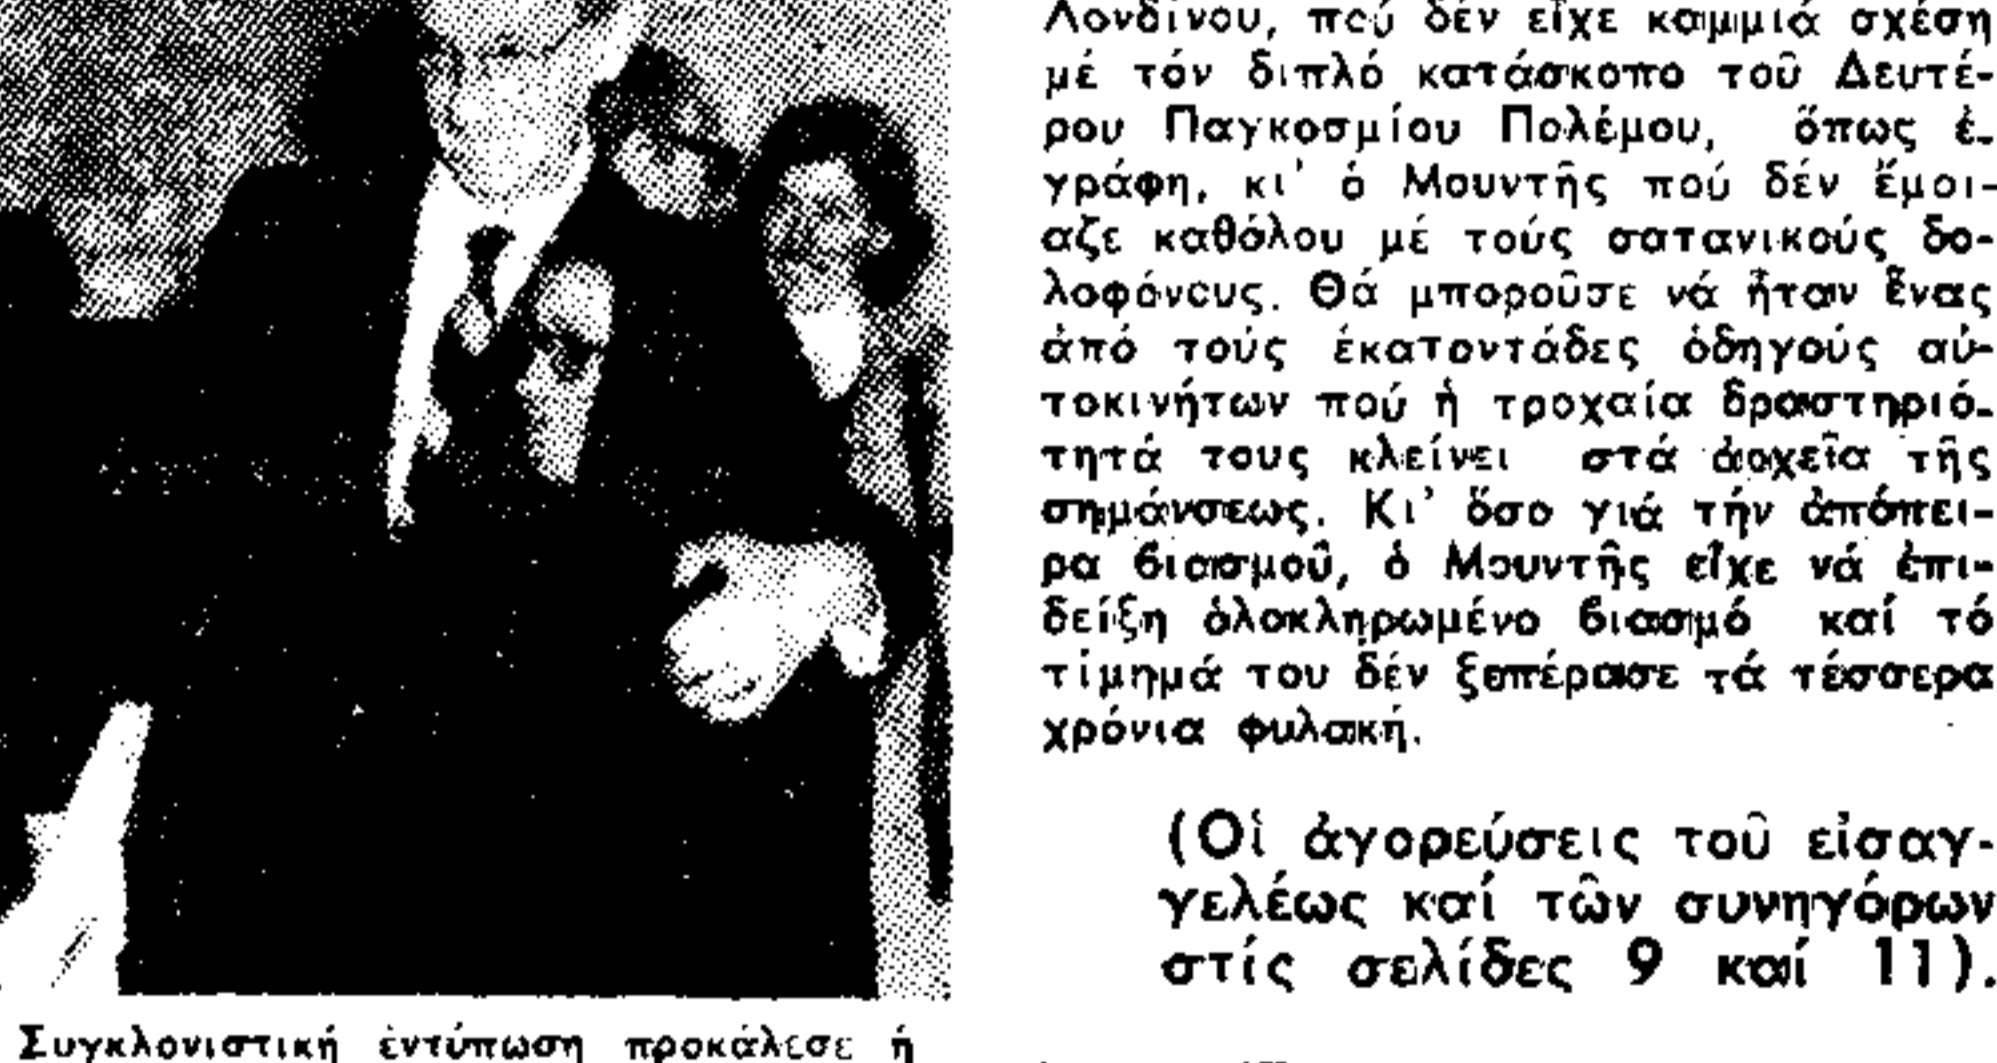 Λονδίνου, πού δέν εἶχε καμμιά σχέση
μέ τόν διπλό κατάσκοπο τοῦ Δευτέ-
ρου Παγκοσμίου Πολέμου, ὅπως ἐ-
γράφη, κι' ὁ Μουντῆς πού δέν ἔμοι-
αζε καθόλου μέ τούς σατανικούς δο-
λοφόνους. Θά μποροῦσε νά ἦταν ἕνας
ἀπό τούς ἑκατοντάδες ὁδηγούς αὐ-
τοκινήτων πού ἡ τροχαία δραστηριό-
τητά τους κλείνει στά ἀρχεῖα τῆς
σημάνσεως. Κι' ὅσο γιά τήν ἀπόπει-
ρα βιασμοῦ, ὁ Μουντῆς εἶχε νά ἐπι-
δείξη ὁλοκληρωμένο βιασμό καί τό
τίμημά του δέν ξεπέρασε τά τέσσερα
χρόνια φυλακή.
(Οἱ ἀγορεύσεις τοῦ εἰσαγ-
γελέως καί τῶν συνηγόρων
στίς σελίδες 9 καί 11).
Συγκλονιστική ἐντύπωση προκάλεσε ἡ